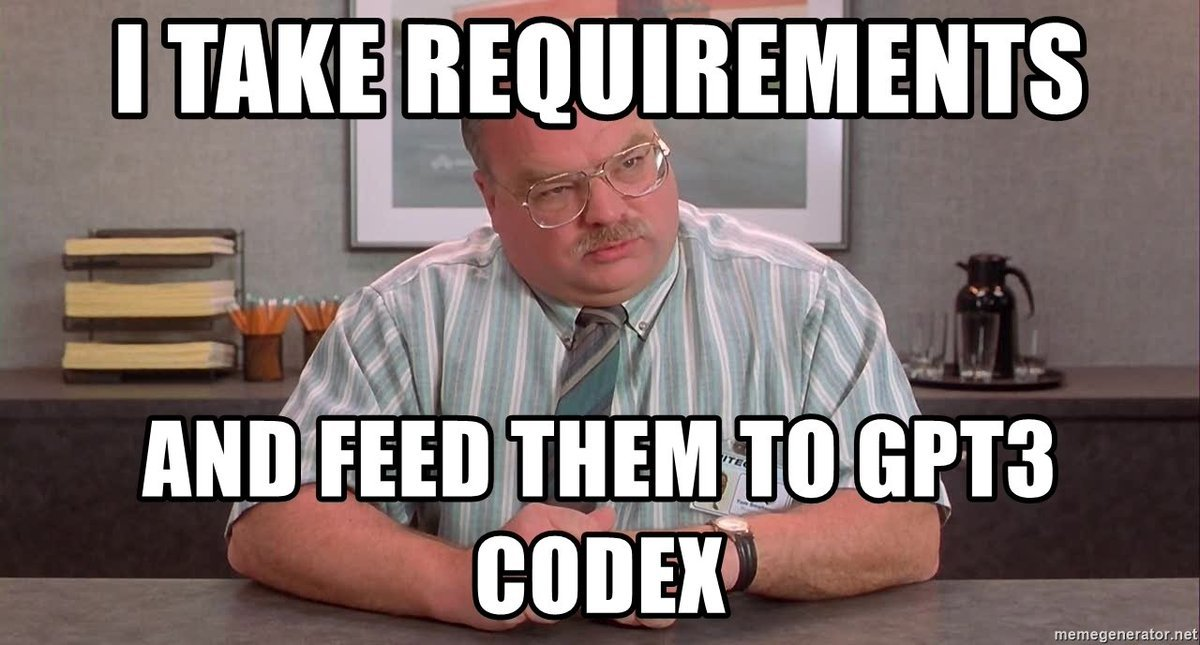 I TAKE REQUIREMENTS
AND FEED THEM TO GPT3
CODEX
memegenerator.net